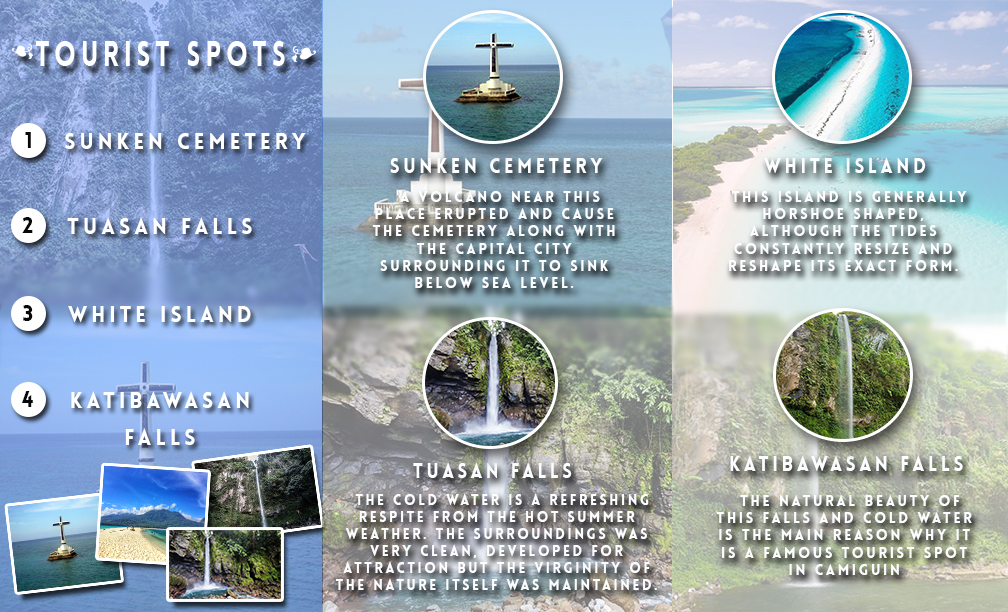 TOURIST SPOTS
1 SUNKEN CEMETERY
2 TUASAN FALLS
3 WHITE ISLAND
4 KATIBAWASAN
FALLS
SUNKEN CEMETERY
A VOLCANO NEAR THIS
PLACE ERUPTED AND CAUSE
THE CEMETERY ALONG WITH
THE CAPITAL CITY
SURROUNDING IT TO SINK
BELOW SEA LEVEL.
TUASAN FALLS
THE COLD WATER IS A REFRESHING
RESPITE FROM THE HOT SUMMER
WEATHER. THE SURROUNDINGS WAS
VERY CLEAN, DEVELOPED FOR
ATTRACTION BUT THE VIRGINITY OF
THE NATURE ITSELF WAS MAINTAINED.
WHITE ISLAND
THIS ISLAND IS GENERALLY
HORSHOE SHAPED,
ALTHOUGH THE TIDES
CONSTANTLY RESIZE AND
RESHAPE ITS EXACT FORM.
KATIBAWASAN FALLS
THE NATURAL BEAUTY OF
THIS FALLS AND COLD WATER
IS THE MAIN REASON WHY IT
IS A FAMOUS TOURIST SPOT
IN CAMIGUIN